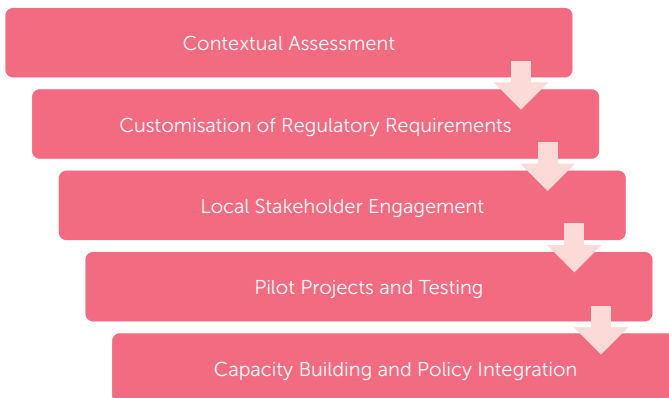 Contextual Assessment
Customisation of Regulatory Requirements
Local Stakeholder Engagement
Pilot Projects and Testing
Capacity Building and Policy Integration